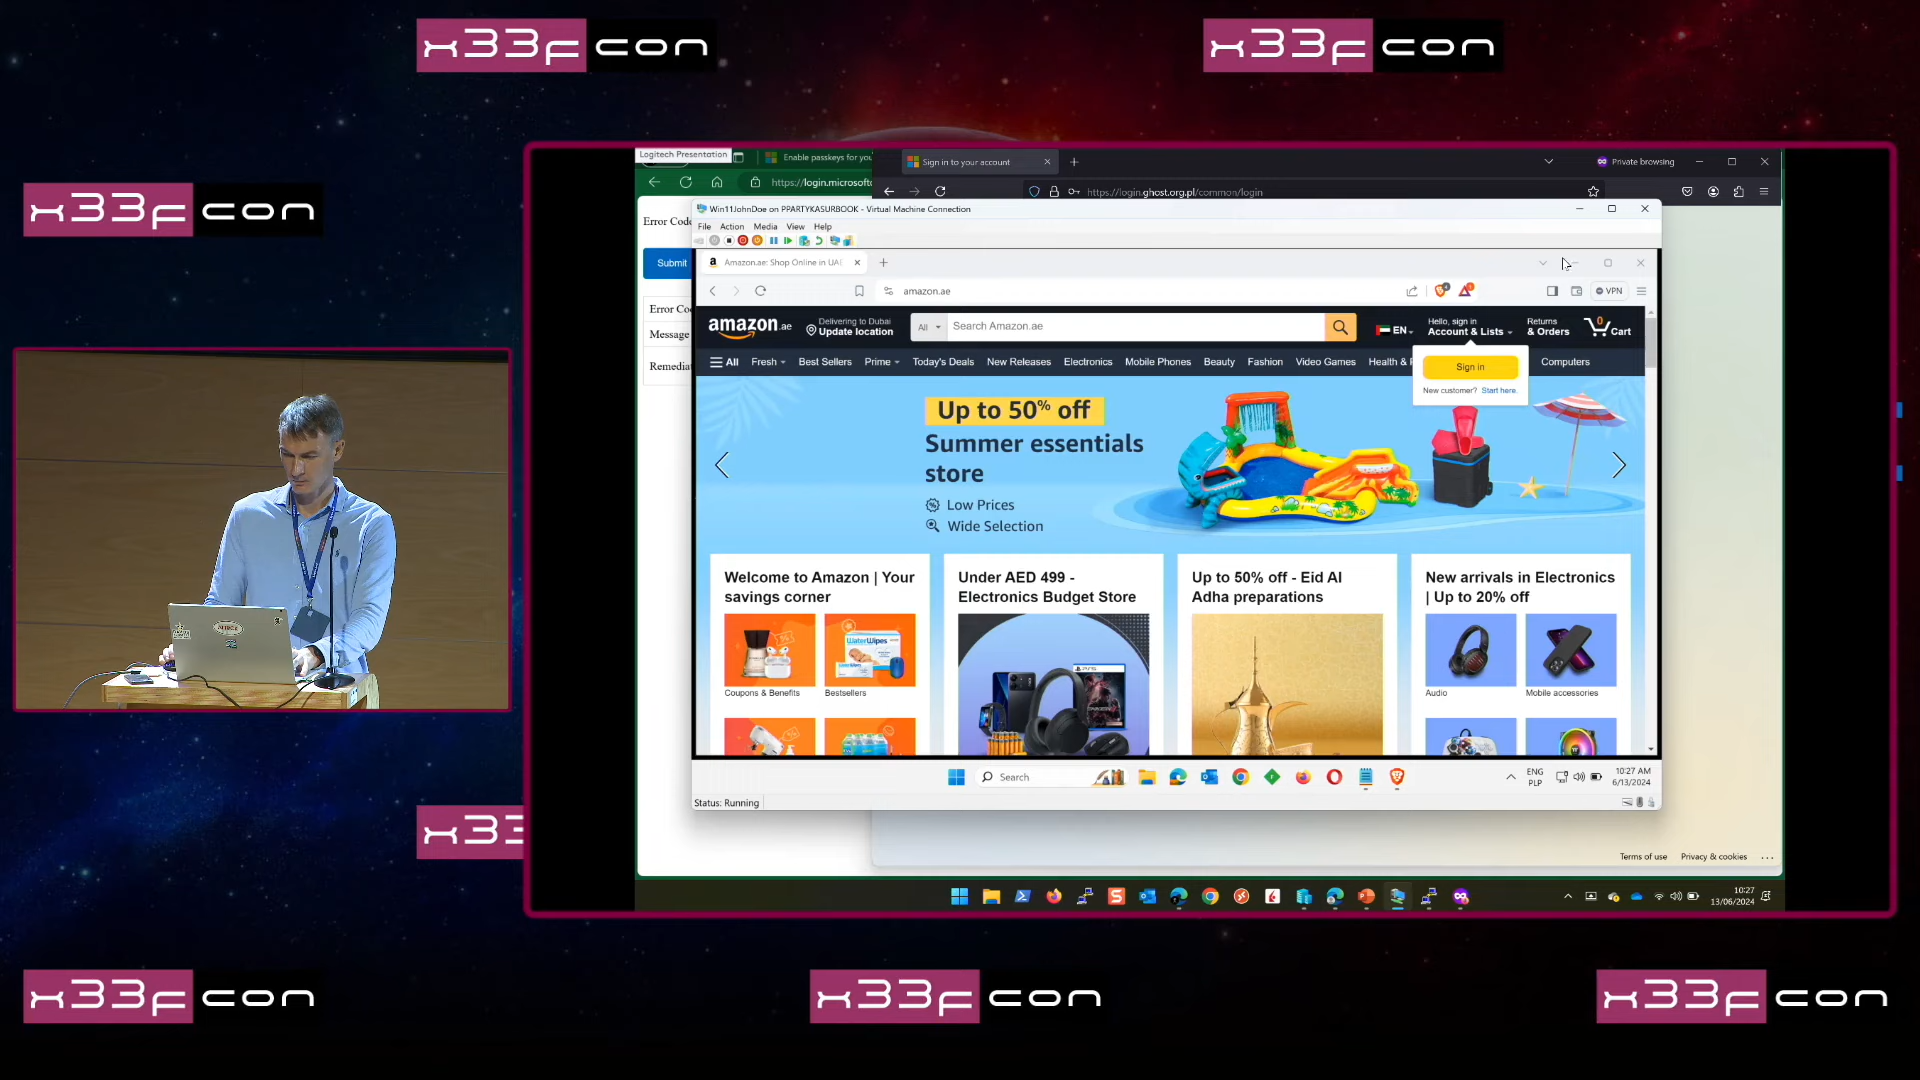 x33fcon
x33fcon
x33fcon
Logitech Presentation
Enable passkeys for you
Sign in to your account
Private browsing
https://login.microsofto
https://login.ghost.org.pl/common/login
Error Code
Submit
Error Co
Message
Remediat
Win11JohnDoe on PPARTYKASURBOOK - Virtual Machine Connection
File Action Media View Help
Amazon.ae: Shop Online in UAE
amazon.ae
VPN
amazon.ae
Delivering to Dubai
Update location
All
Search Amazon.ae
EN
Hello, sign in
Account & Lists
Returns
& Orders
0
Cart
All Fresh Best Sellers Prime Today's Deals New Releases Electronics Mobile Phones Beauty Fashion Video Games Health & P Computers
Sign in
New customer? Start here.
Up to 50% off
Summer essentials
store
Low Prices
Wide Selection
Welcome to Amazon | Your
savings corner
Coupons & Benefits
Bestsellers
Under AED 499 -
Electronics Budget Store
Up to 50% off - Eid Al
Adha preparations
New arrivals in Electronics
| Up to 20% off
Audio
Mobile accessories
WaterWipes
PS5
Search
ENG
PLP
10:27 AM
6/13/2024
Status: Running
Terms of use
Privacy & cookies
10:27
13/06/2024
x33
x33fcon
x33fcon
x33fcon